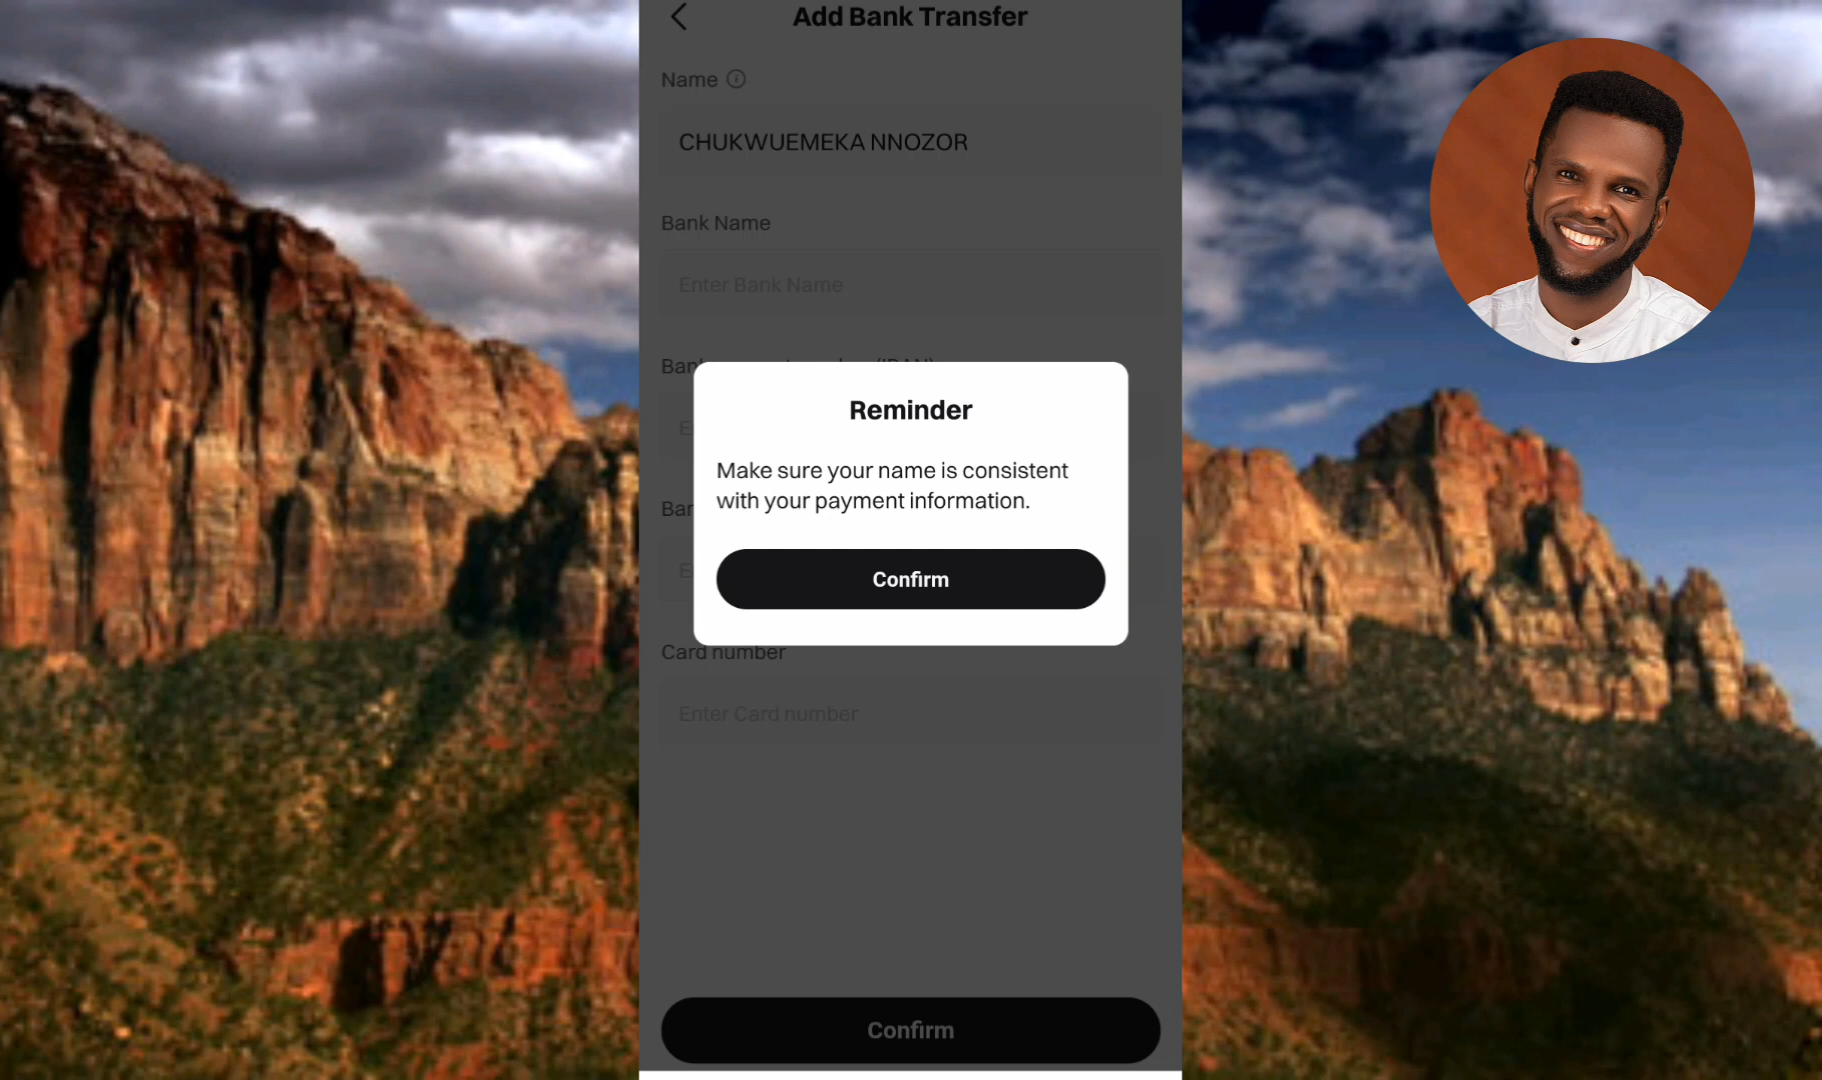 Add Bank Transfer
Name
CHUKWUEMEKA NNOZOR
Bank Name
Enter Bank Name
Reminder
Make sure your name is consistent
with your payment information.
Confirm
Card number
Enter Card number
Confirm